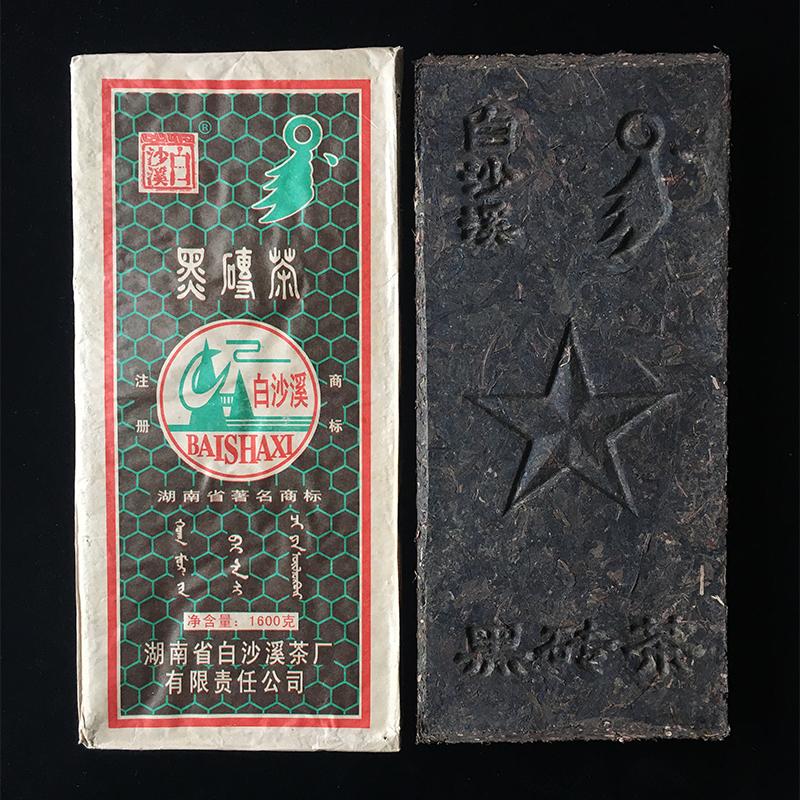 白沙溪
®
黑磚茶
白沙溪
BAISHAXI
注册
商标
湖南省著名商标
净含量：1600克
湖南省白沙溪茶厂
有限责任公司
白沙溪
黑砖茶